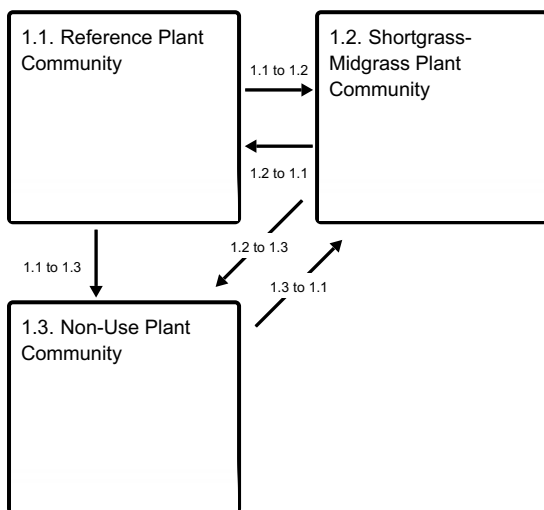 1.1. Reference Plant
Community
1.2. Shortgrass-
Midgrass Plant
Community
1.1 to 1.2
1.2 to 1.1
1.2 to 1.3
1.1 to 1.3
1.3 to 1.1
1.3. Non-Use Plant
Community